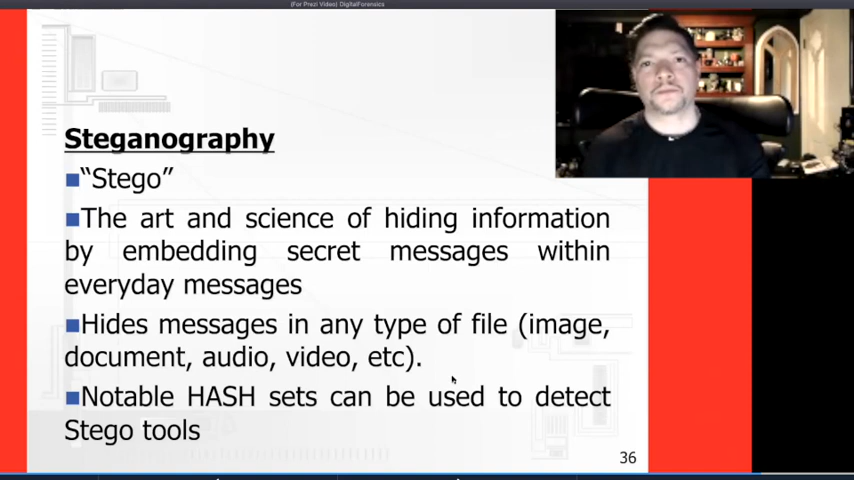 (For Prezi Video) DigitalForensics
Steganography
■“Stego”
■The art and science of hiding information
by embedding secret messages within
everyday messages
■Hides messages in any type of file (image,
document, audio, video, etc).
■Notable HASH sets can be used to detect
Stego tools
36